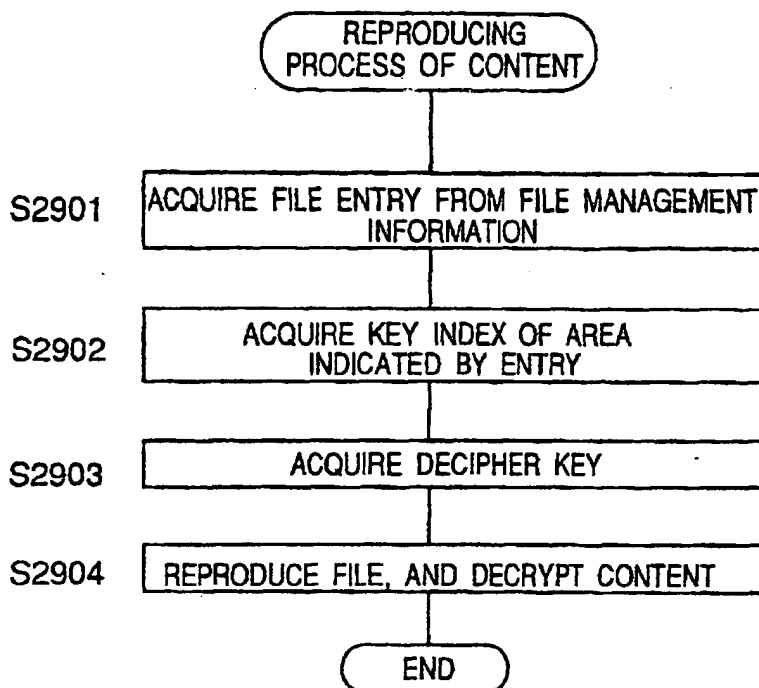 REPRODUCING
PROCESS OF CONTENT
S2901
ACQUIRE FILE ENTRY FROM FILE MANAGEMENT
INFORMATION
S2902
ACQUIRE KEY INDEX OF AREA
INDICATED BY ENTRY
S2903
ACQUIRE DECIPHER KEY
S2904
REPRODUCE FILE, AND DECRYPT CONTENT
END